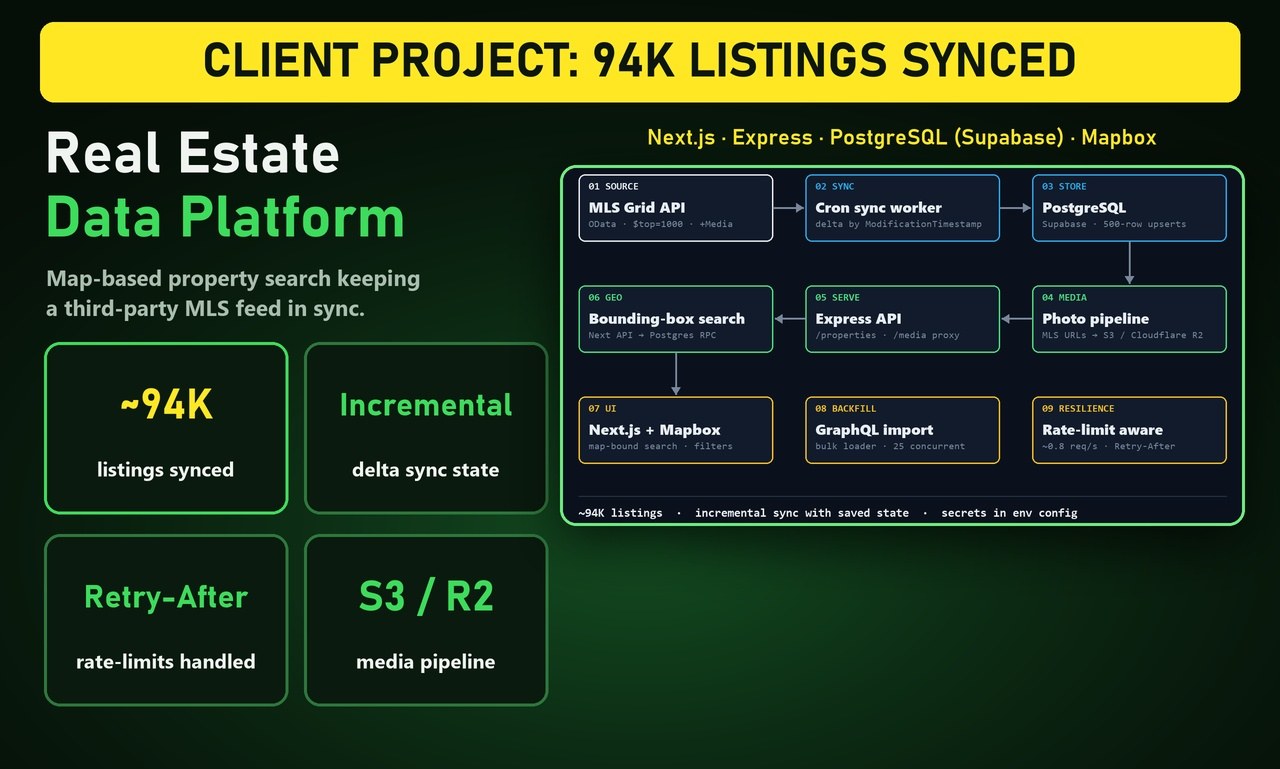 CLIENT PROJECT: 94K LISTINGS SYNCED
Real Estate
Data Platform
Map-based property search keeping
a third-party MLS feed in sync.
~94K
listings synced
Incremental
delta sync state
Retry-After
rate-limits handled
S3 / R2
media pipeline
Next.js · Express · PostgreSQL (Supabase) · Mapbox
01 SOURCE
MLS Grid API
OData · $top=1000 · +Media
02 SYNC
Cron sync worker
delta by ModificationTimestamp
03 STORE
PostgreSQL
Supabase · 500-row upserts
06 GEO
Bounding-box search
Next API → Postgres RPC
05 SERVE
Express API
/properties · /media proxy
04 MEDIA
Photo pipeline
MLS URLs → S3 / Cloudflare R2
07 UI
Next.js + Mapbox
map-bound search · filters
08 BACKFILL
GraphQL import
bulk loader · 25 concurrent
09 RESILIENCE
Rate-limit aware
~0.8 req/s · Retry-After
~94K listings · incremental sync with saved state · secrets in env config